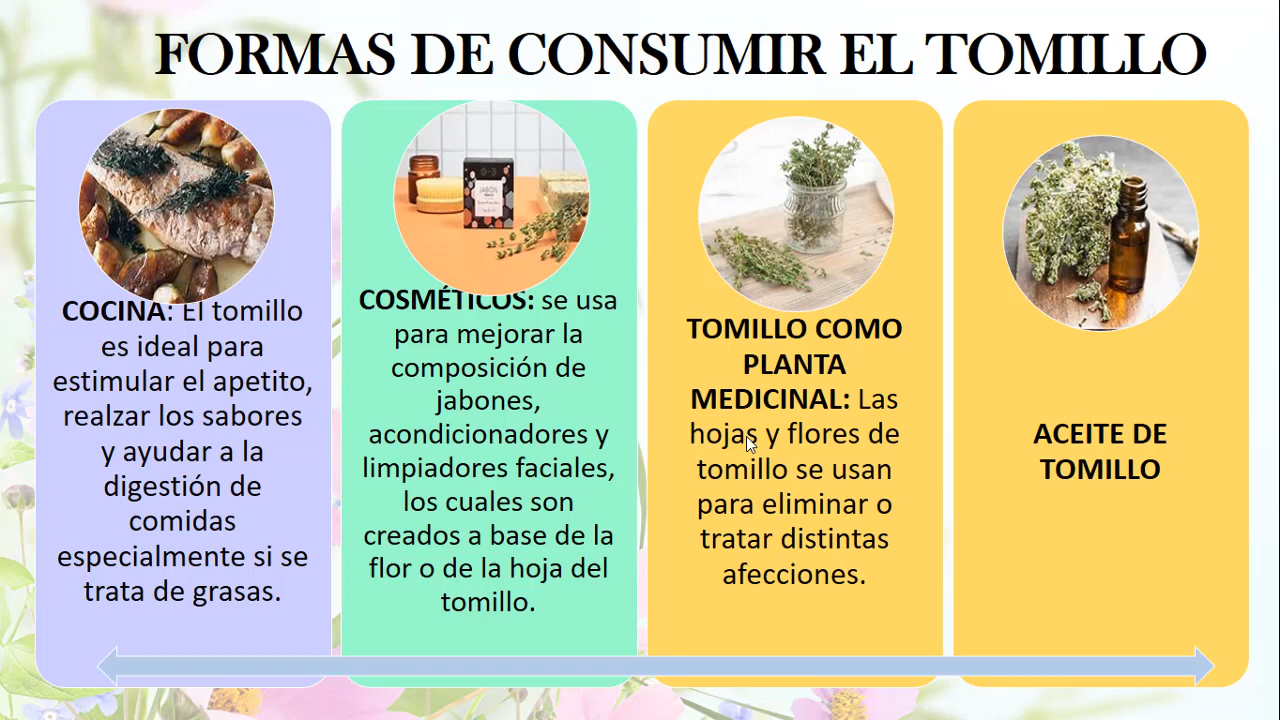 FORMAS DE CONSUMIR EL TOMILLO
COCINA: El tomillo
es ideal para
estimular el apetito,
realzar los sabores
y ayudar a la
digestión de
comidas
especialmente si se
trata de grasas.
JABÓN
COSMÉTICOS: se usa
para mejorar la
composición de
jabones,
acondicionadores y
limpiadores faciales,
los cuales son
creados a base de la
flor o de la hoja del
tomillo.
TOMILLO COMO
PLANTA
MEDICINAL: Las
hojas y flores de
tomillo se usan
para eliminar o
tratar distintas
afecciones.
ACEITE DE
TOMILLO